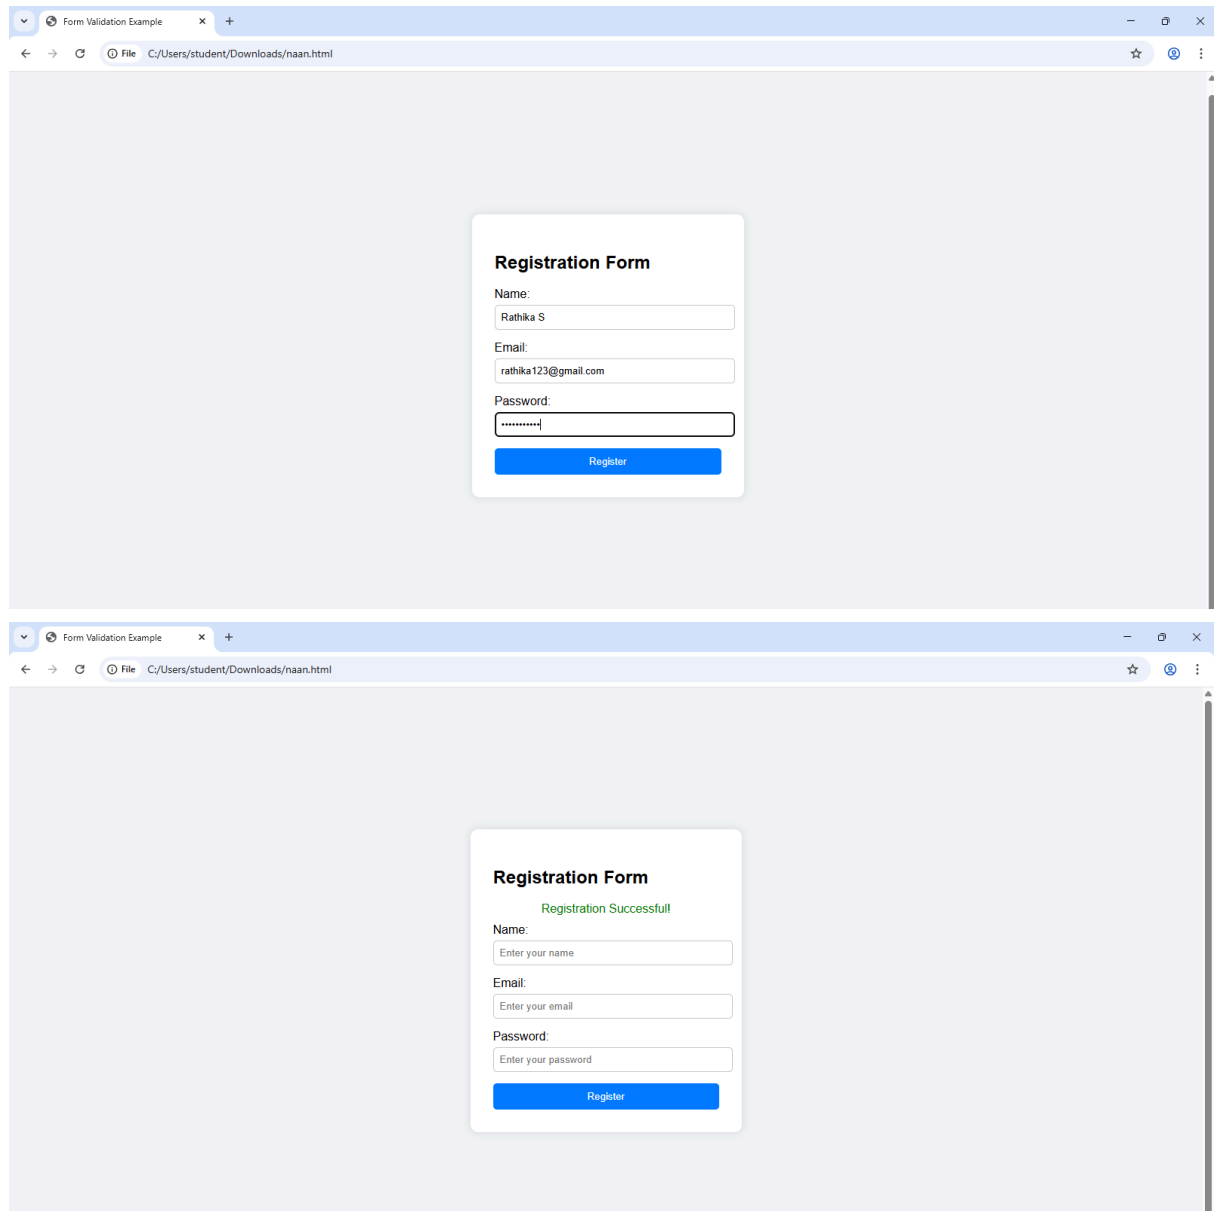 Form Validation Example
File C:/Users/student/Downloads/naan.html
Registration Form
Name:
Rathika S
Email:
rathika123@gmail.com
Password:
•••••••••••
Register
Form Validation Example
File C:/Users/student/Downloads/naan.html
Registration Form
Registration Successful!
Name:
Enter your name
Email:
Enter your email
Password:
Enter your password
Register